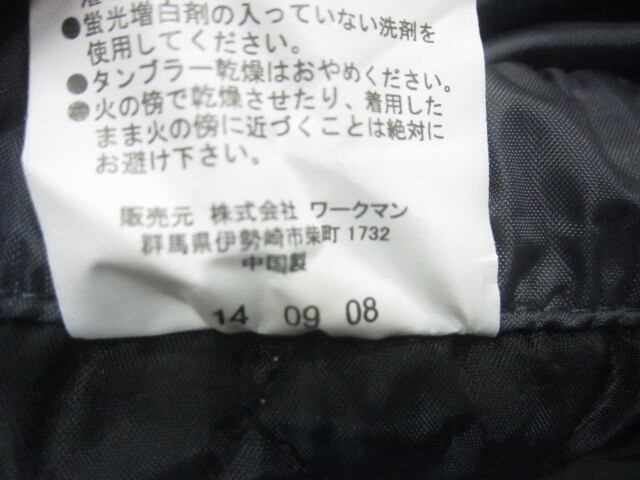 ●蛍光増白剤の入っていない洗剤を
使用してください。
●タンブラー乾燥はおやめください。
●火の傍で乾燥させたり、着用した
まま火の傍に近づくことは絶対に
お避け下さい。
販売元 株式会社 ワークマン
群馬県伊勢崎市柴町1732
中国製
14 09 08